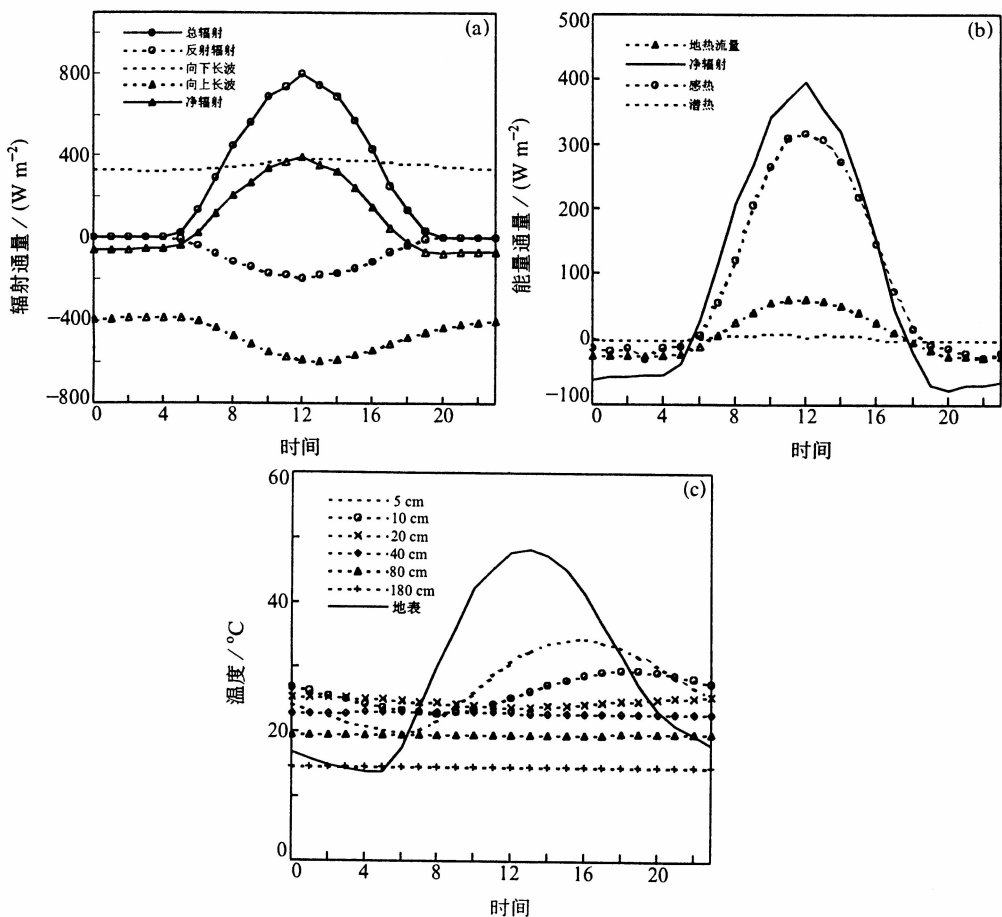 (a)
总辐射
反射辐射
向下长波
向上长波
净辐射
800
400
0
−400
−800
辐射通量 / (W m⁻²)
0 4 8 12 16 20
时间
(b)
地热流量
净辐射
感热
潜热
500
400
300
200
100
0
−100
能量通量 / (W m⁻²)
0 4 8 12 16 20
时间
(c)
5 cm
10 cm
20 cm
40 cm
80 cm
180 cm
地表
60
40
20
0
温度 / °C
0 4 8 12 16 20
时间